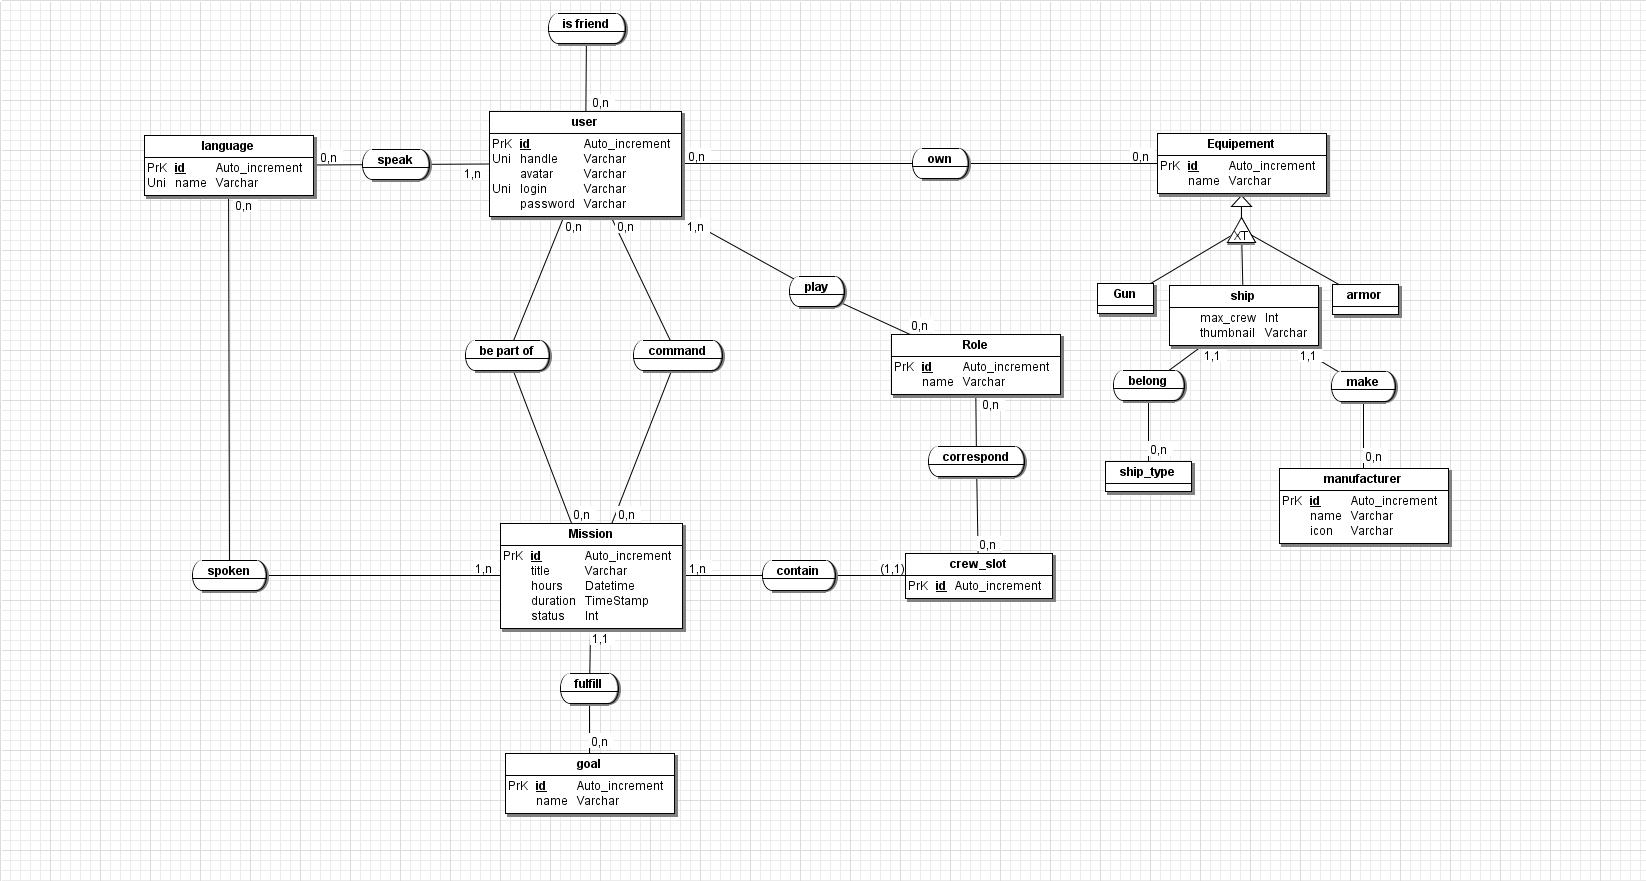 is friend
0,n
user
PrK id Auto_increment
Uni handle Varchar
avatar Varchar
Uni login Varchar
password Varchar
language
PrK id Auto_increment
Uni name Varchar
0,n
speak
1,n
0,n
0,n
own
0,n
Equipement
PrK id Auto_increment
name Varchar
XT
Gun
ship
max_crew Int
thumbnail Varchar
armor
1,1
1,1
belong
make
0,n
0,n
ship_type
manufacturer
PrK id Auto_increment
name Varchar
icon Varchar
0,n
0,n
1,n
play
0,n
Role
PrK id Auto_increment
name Varchar
0,n
be part of
command
correspond
0,n
0,n
0,n
Mission
PrK id Auto_increment
title Varchar
hours Datetime
duration TimeStamp
status Int
spoken
1,n
1,n
contain
(1,1)
crew_slot
PrK id Auto_increment
1,1
fulfill
0,n
goal
PrK id Auto_increment
name Varchar